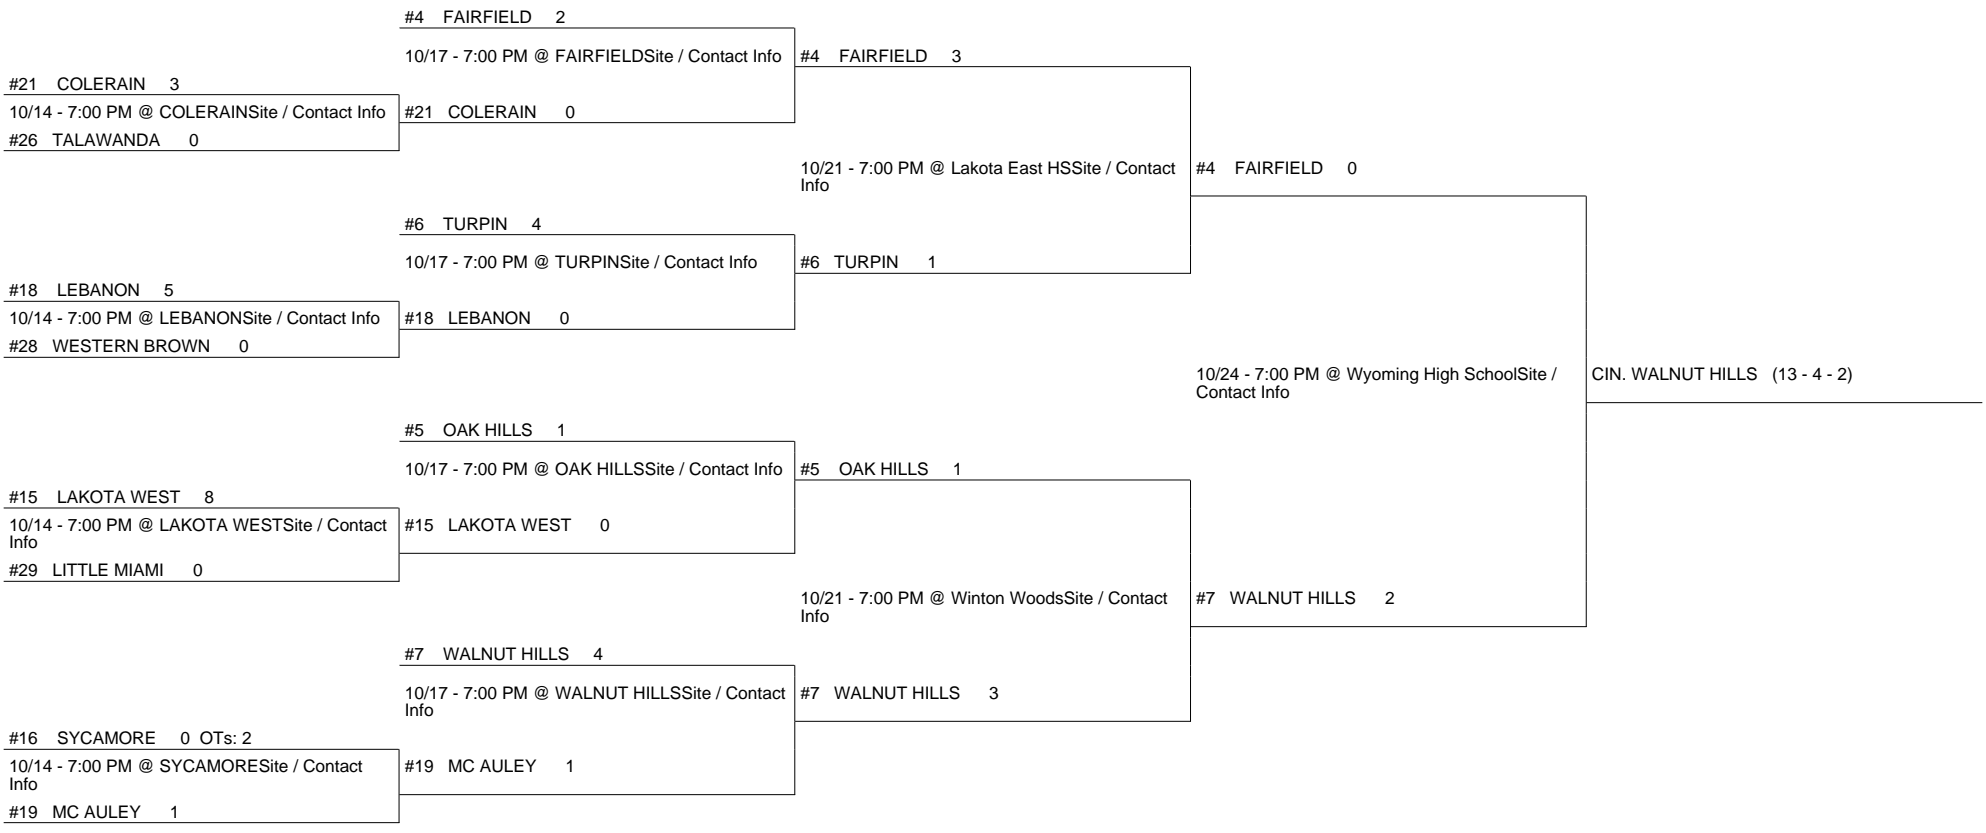 #4 FAIRFIELD 2
10/17 - 7:00 PM @ FAIRFIELDSite / Contact Info
#4 FAIRFIELD 3
#21 COLERAIN 3
10/14 - 7:00 PM @ COLERAINSite / Contact Info
#21 COLERAIN 0
#26 TALAWANDA 0
10/21 - 7:00 PM @ Lakota East HSSite / Contact
Info
#4 FAIRFIELD 0
#6 TURPIN 4
10/17 - 7:00 PM @ TURPINSite / Contact Info
#6 TURPIN 1
#18 LEBANON 5
10/14 - 7:00 PM @ LEBANONSite / Contact Info
#18 LEBANON 0
#28 WESTERN BROWN 0
10/24 - 7:00 PM @ Wyoming High SchoolSite /
Contact Info
CIN. WALNUT HILLS (13 - 4 - 2)
#5 OAK HILLS 1
10/17 - 7:00 PM @ OAK HILLSSite / Contact Info
#5 OAK HILLS 1
#15 LAKOTA WEST 8
10/14 - 7:00 PM @ LAKOTA WESTSite / Contact
Info
#15 LAKOTA WEST 0
#29 LITTLE MIAMI 0
10/21 - 7:00 PM @ Winton WoodsSite / Contact
Info
#7 WALNUT HILLS 2
#7 WALNUT HILLS 4
10/17 - 7:00 PM @ WALNUT HILLSSite / Contact
Info
#7 WALNUT HILLS 3
#16 SYCAMORE 0 OTs: 2
10/14 - 7:00 PM @ SYCAMORESite / Contact
Info
#19 MC AULEY 1
#19 MC AULEY 1